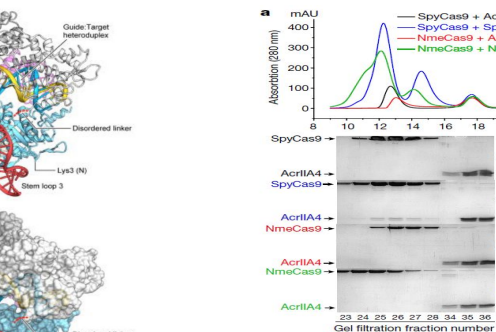 Guide:Target
heteroduplex
Disordered linker
Lys3 (N)
Stem loop 3
a
mAU
400
300
200
100
0
Absorbtion (280 nm)
SpyCas9 + Ac
SpyCas9 + Sp
NmeCas9 + A
NmeCas9 + N
8 10 12 14 16 18
SpyCas9
AcrIIA4
SpyCas9
AcrIIA4
NmeCas9
AcrIIA4
NmeCas9
AcrIIA4
23 24 25 26 27 28 34 35 36
Gel filtration fraction number